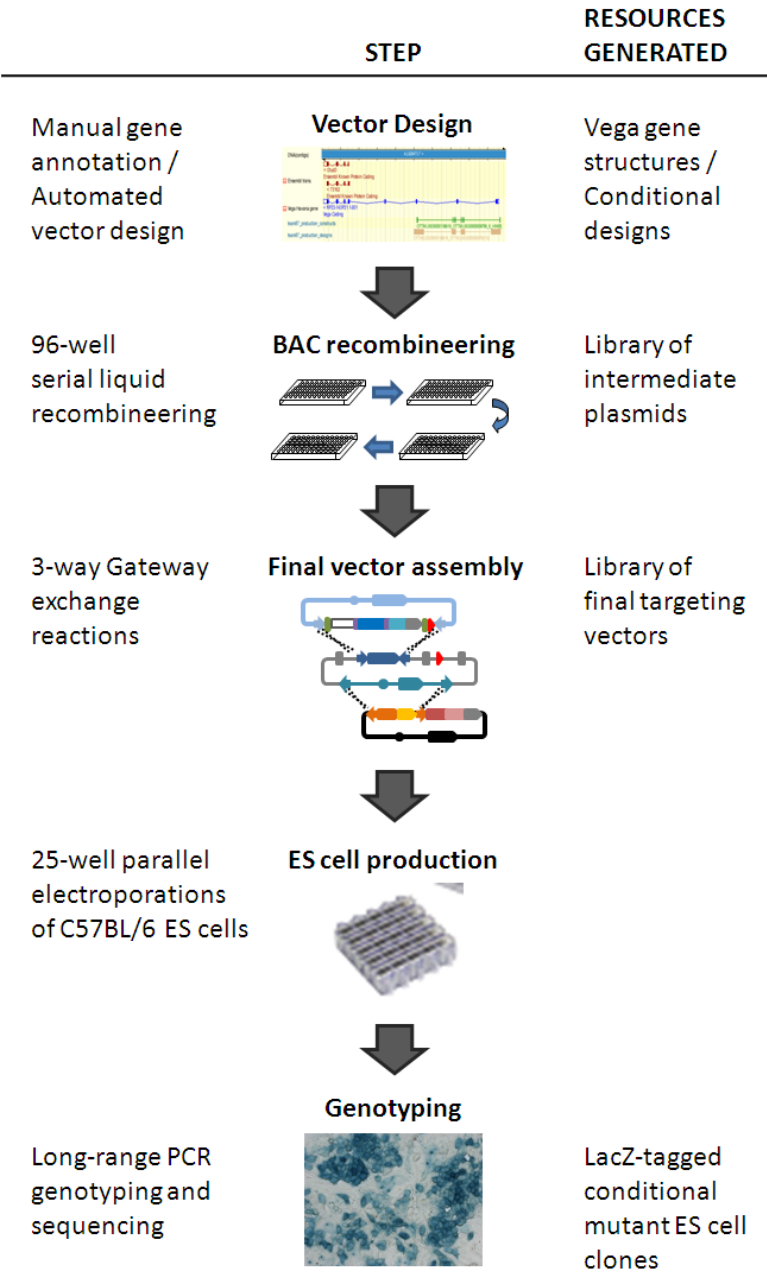 RESOURCES
STEP
GENERATED
Vector Design
Manual gene
annotation /
Automated
vector design
Vega gene
structures /
Conditional
designs
BAC recombineering
96-well
serial liquid
recombineering
Library of
intermediate
plasmids
Final vector assembly
3-way Gateway
exchange
reactions
Library of
final targeting
vectors
ES cell production
25-well parallel
electroporations
of C57BL/6 ES cells
Genotyping
Long-range PCR
genotyping and
sequencing
LacZ-tagged
conditional
mutant ES cell
clones